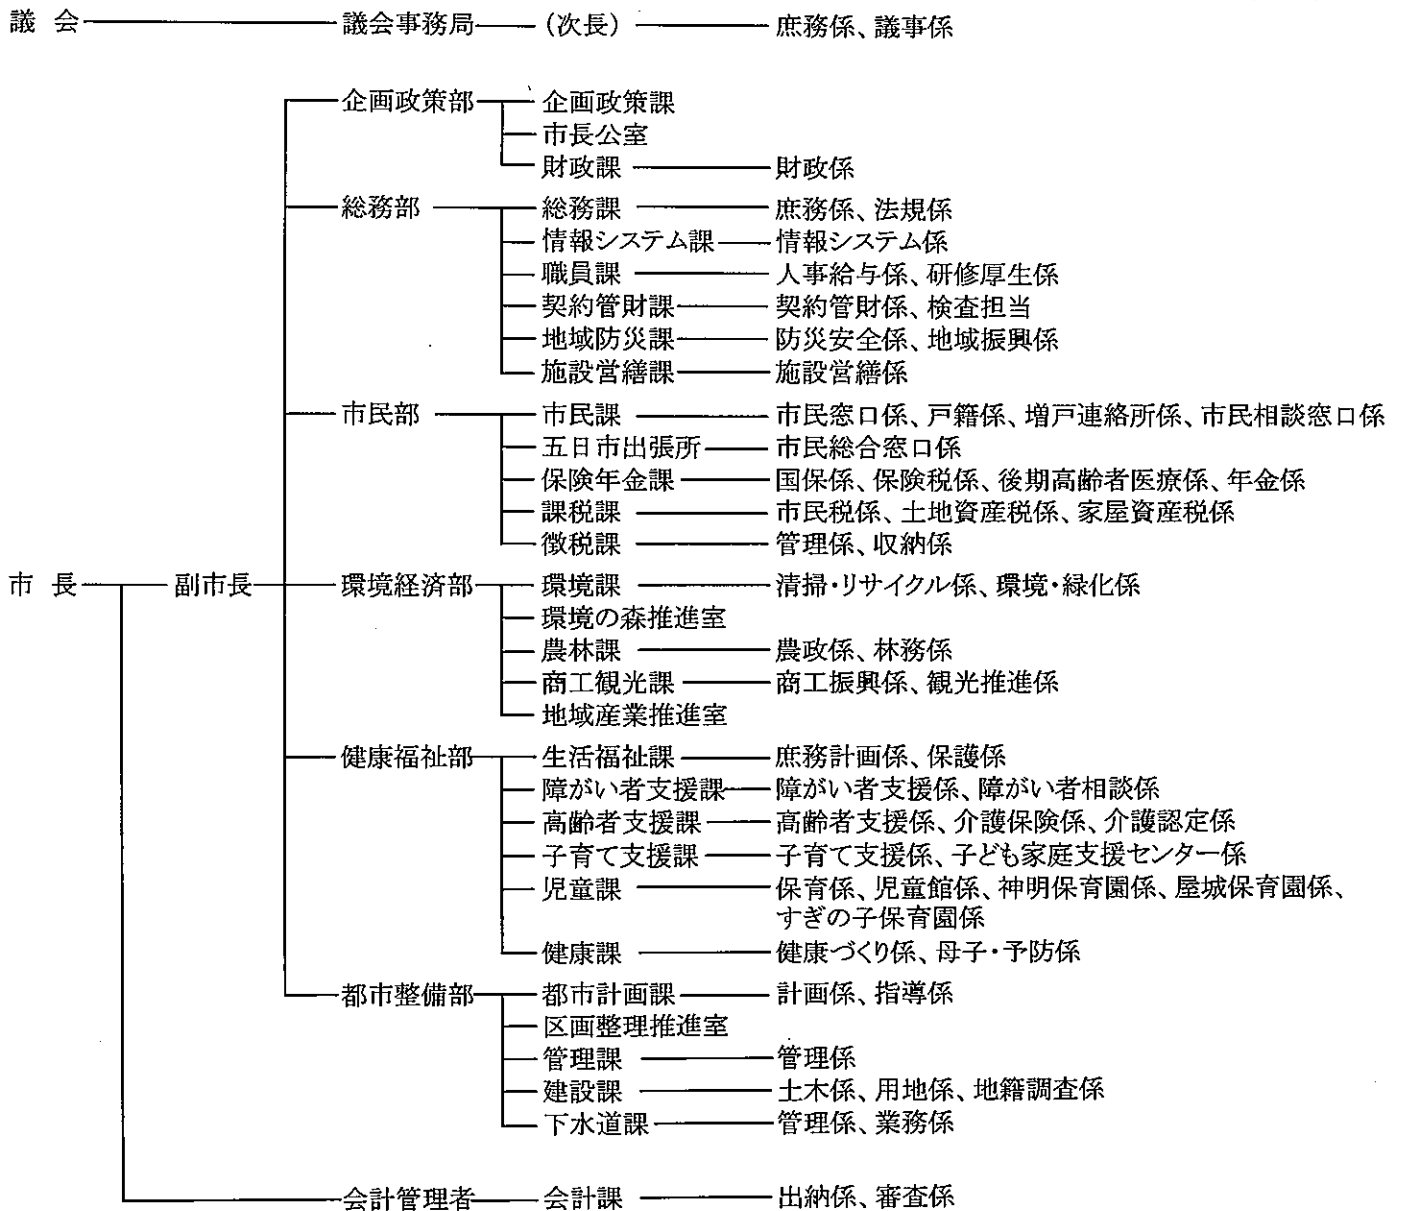 議 会 議会事務局 (次長) 庶務係、議事係
企画政策部 企画政策課
市長公室
財政課 財政係
総務部 総務課 庶務係、法規係
情報システム課 情報システム係
職員課 人事給与係、研修厚生係
契約管財課 契約管財係、検査担当
地域防災課 防災安全係、地域振興係
施設営繕課 施設営繕係
市民部 市民課 市民窓口係、戸籍係、増戸連絡所係、市民相談窓口係
五日市出張所 市民総合窓口係
保険年金課 国保係、保険税係、後期高齢者医療係、年金係
課税課 市民税係、土地資産税係、家屋資産税係
徴税課 管理係、収納係
市 長 副市長 環境経済部 環境課 清掃・リサイクル係、環境・緑化係
環境の森推進室
農林課 農政係、林務係
商工観光課 商工振興係、観光推進係
地域産業推進室
健康福祉部 生活福祉課 庶務計画係、保護係
障がい者支援課 障がい者支援係、障がい者相談係
高齢者支援課 高齢者支援係、介護保険係、介護認定係
子育て支援課 子育て支援係、子ども家庭支援センター係
児童課 保育係、児童館係、神明保育園係、屋城保育園係、
すぎの子保育園係
健康課 健康づくり係、母子・予防係
都市整備部 都市計画課 計画係、指導係
区画整理推進室
管理課 管理係
建設課 土木係、用地係、地籍調査係
下水道課 管理係、業務係
会計管理者 会計課 出納係、審査係